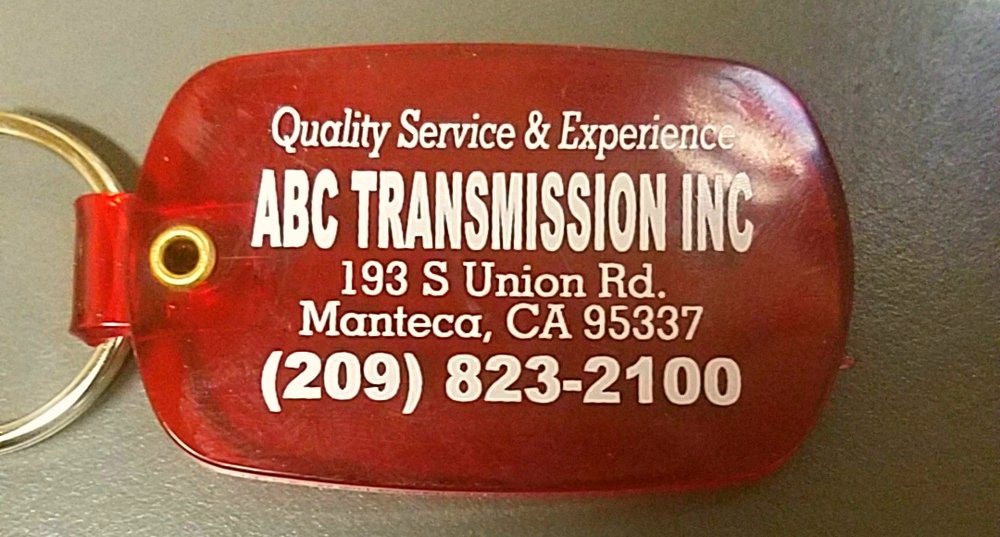 Quality Service & Experience
ABC TRANSMISSION INC
193 S Union Rd.
Manteca, CA 95337
(209) 823-2100